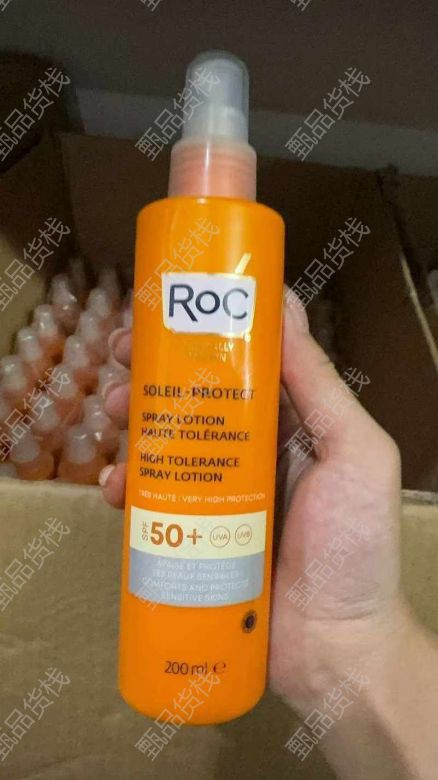 RoC
SOLEIL-PROTECT
SPRAY LOTION
HAUTE TOLÉRANCE
HIGH TOLERANCE
SPRAY LOTION
TRÈS HAUTE | VERY HIGH PROTECTION
SPF 50+ UVA UVB
APAISE ET PROTÈGE
LES PEAUX SENSIBLES
COMFORTS AND PROTECTS
SENSITIVE SKINS
200 ml e
甄品货栈